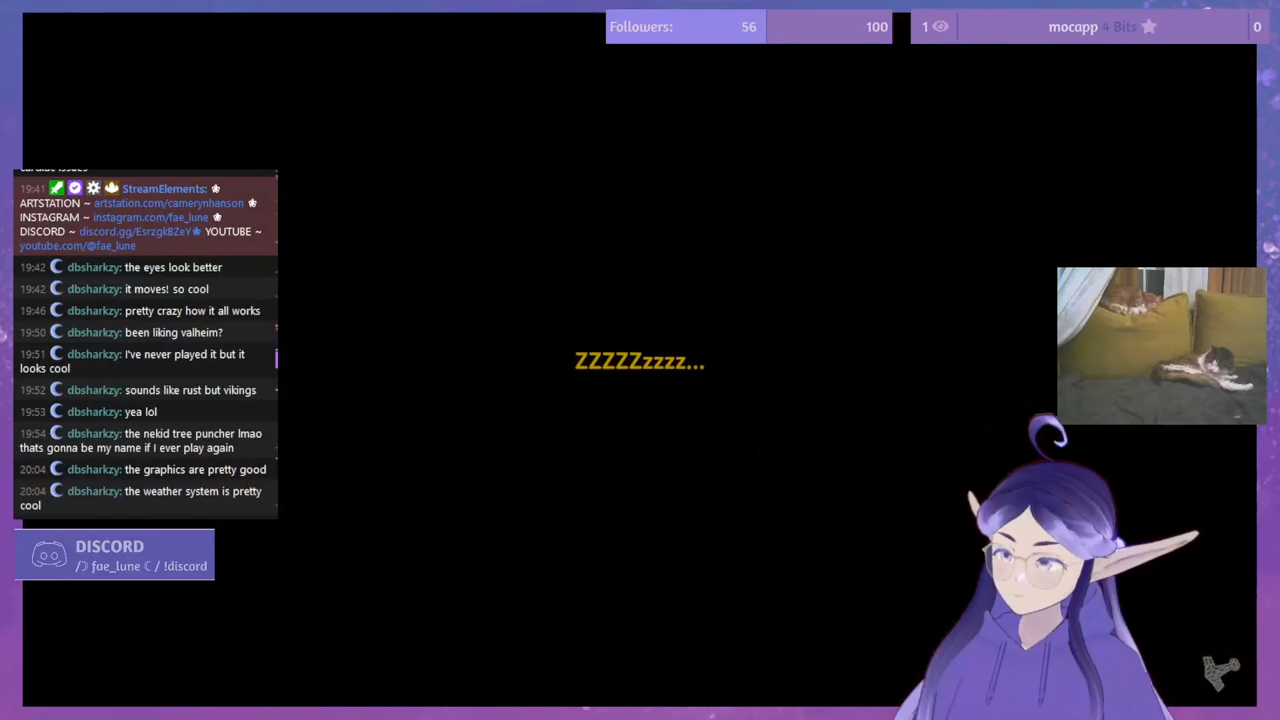 Followers: 56 100
1 mocapp 4 Bits 0
19:41 StreamElements:
ARTSTATION ~ artstation.com/camerynhanson
INSTAGRAM ~ instagram.com/fae_lune
DISCORD ~ discord.gg/EsrzgkBZeY YOUTUBE ~
youtube.com/@fae_lune
19:42 dbsharkzy: the eyes look better
19:42 dbsharkzy: it moves! so cool
19:46 dbsharkzy: pretty crazy how it all works
19:50 dbsharkzy: been liking valheim?
19:51 dbsharkzy: I've never played it but it
looks cool
19:52 dbsharkzy: sounds like rust but vikings
19:53 dbsharkzy: yea lol
19:54 dbsharkzy: the nekid tree puncher lmao
thats gonna be my name if I ever play again
20:04 dbsharkzy: the graphics are pretty good
20:04 dbsharkzy: the weather system is pretty
cool
ZZZZZzzzz...
DISCORD
/☽ fae_lune ☾ / !discord